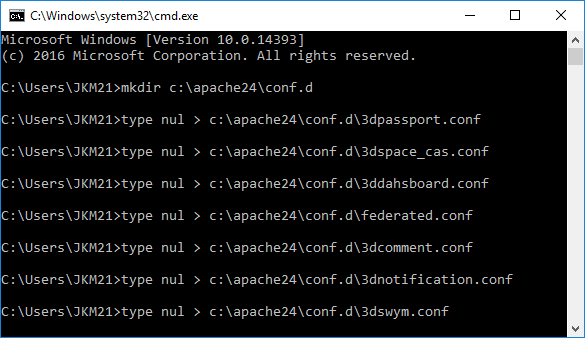 C:\Windows\system32\cmd.exe
Microsoft Windows [Version 10.0.14393]
(c) 2016 Microsoft Corporation. All rights reserved.
C:\Users\JKM21>mkdir c:\apache24\conf.d
C:\Users\JKM21>type nul > c:\apache24\conf.d\3dpassport.conf
C:\Users\JKM21>type nul > c:\apache24\conf.d\3dspace_cas.conf
C:\Users\JKM21>type nul > c:\apache24\conf.d\3ddahsboard.conf
C:\Users\JKM21>type nul > c:\apache24\conf.d\federated.conf
C:\Users\JKM21>type nul > c:\apache24\conf.d\3dcomment.conf
C:\Users\JKM21>type nul > c:\apache24\conf.d\3dnotification.conf
C:\Users\JKM21>type nul > c:\apache24\conf.d\3dswym.conf